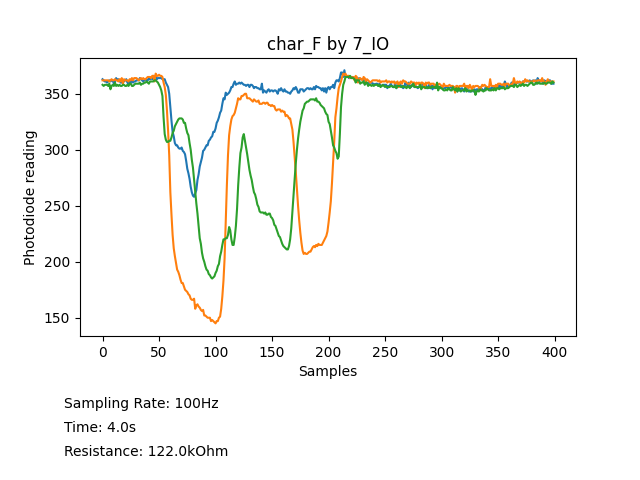 char_F by 7_IO
Photodiode reading
350
300
250
200
150
0 50 100 150 200 250 300 350 400
Samples
Sampling Rate: 100Hz
Time: 4.0s
Resistance: 122.0kOhm